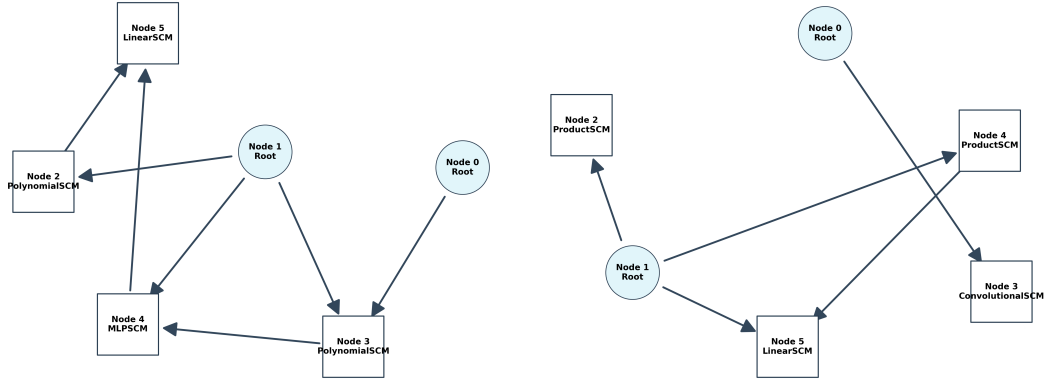 Node 5
LinearSCM
Node 2
PolynomialSCM
Node 1
Root
Node 0
Root
Node 4
MLPSCM
Node 3
PolynomialSCM
Node 0
Root
Node 2
ProductSCM
Node 4
ProductSCM
Node 1
Root
Node 3
ConvolutionalSCM
Node 5
LinearSCM